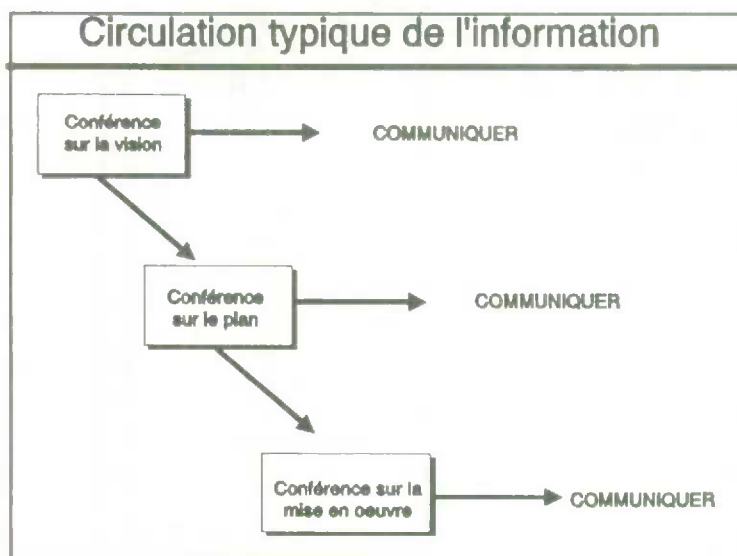 Circulation typique de l'information
Conférence
sur la vision
COMMUNIQUER
Conférence
sur le plan
COMMUNIQUER
Conférence sur la
mise en oeuvre
COMMUNIQUER